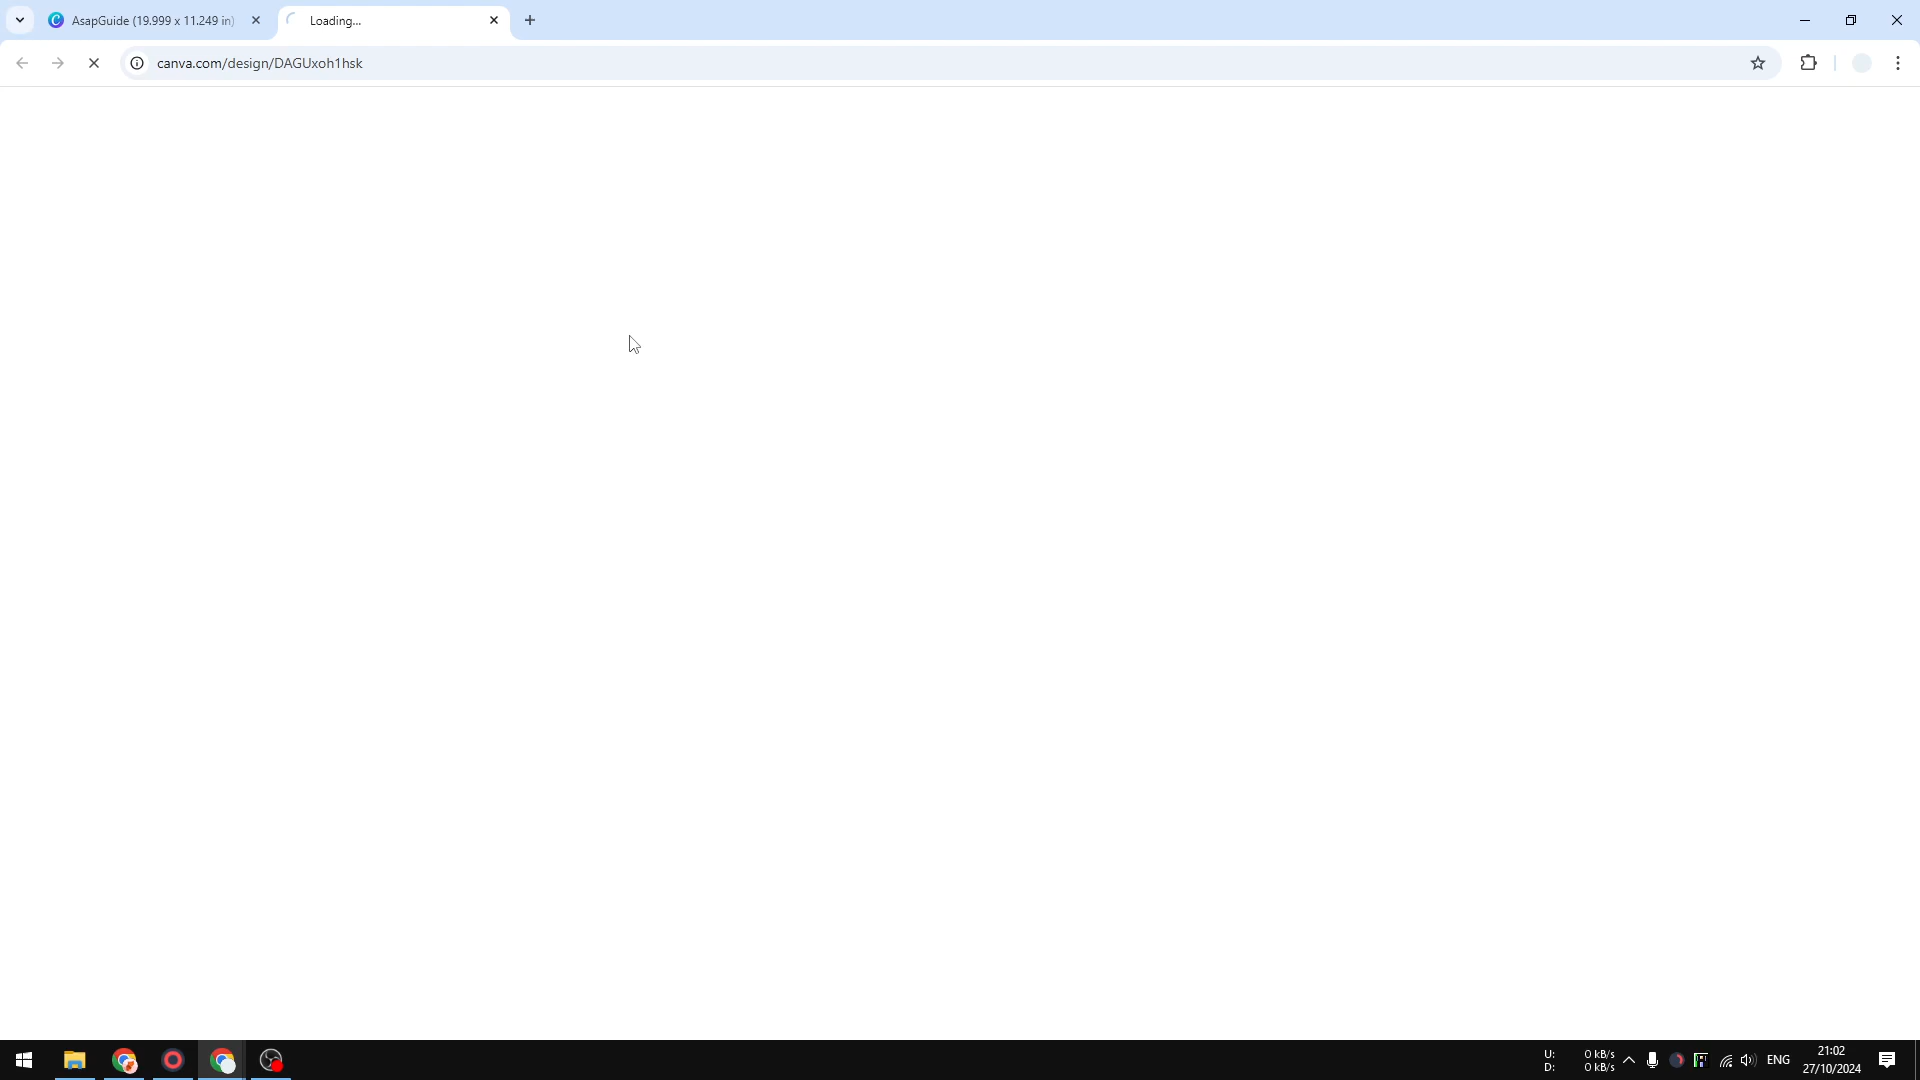 AsapGuide (19.999 x 11.249 in)
Loading...
canva.com/design/DAGUxoh1hsk
U: 0 kB/s
D: 0 kB/s
ENG
21:02
27/10/2024